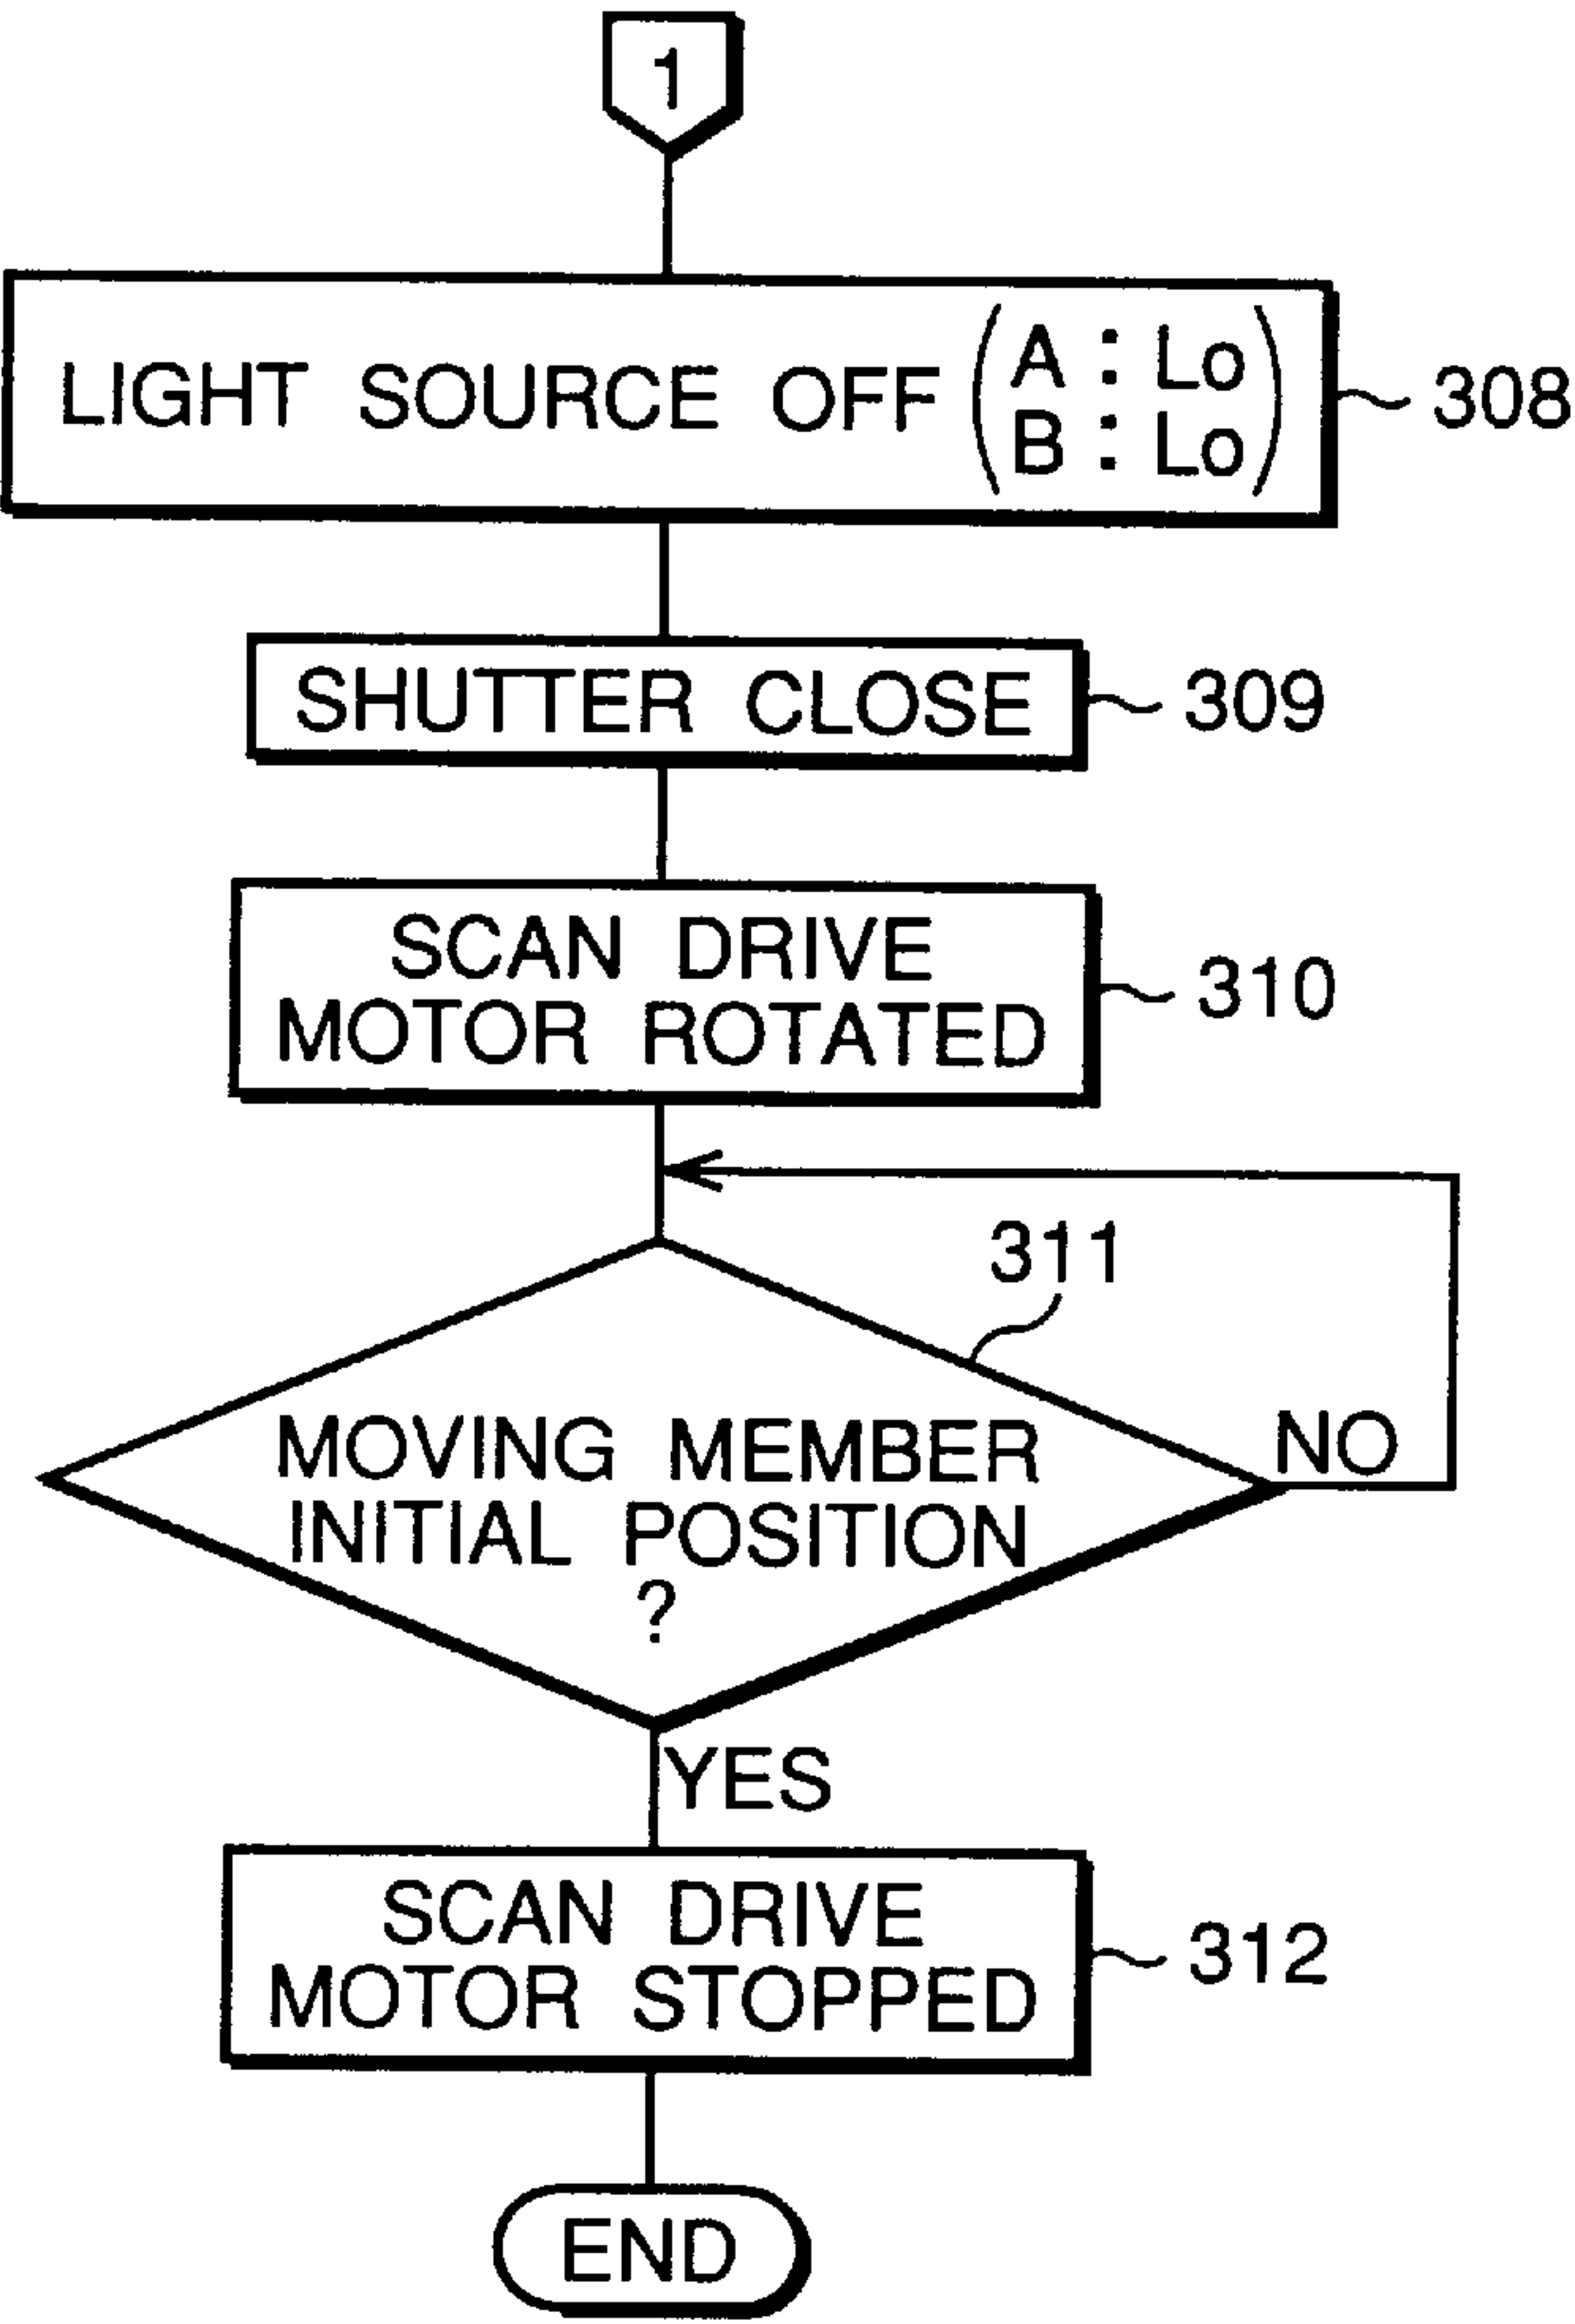 1
LIGHT SOURCE OFF (A : Lo
B : Lo)
308
SHUTTER CLOSE
309
SCAN DRIVE
MOTOR ROTATED
310
311
MOVING MEMBER
INITIAL POSITION
?
NO
YES
SCAN DRIVE
MOTOR STOPPED
312
END